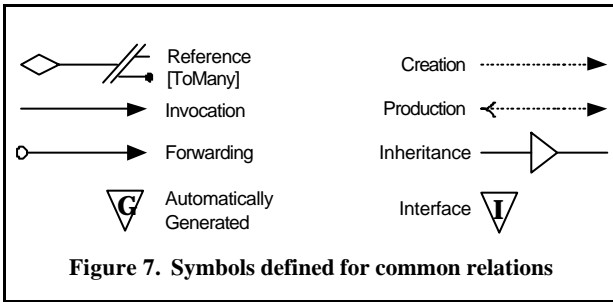 Reference
[ToMany]
Creation
Invocation
Production
Forwarding
Inheritance
G
Automatically
Generated
Interface
I
Figure 7. Symbols defined for common relations